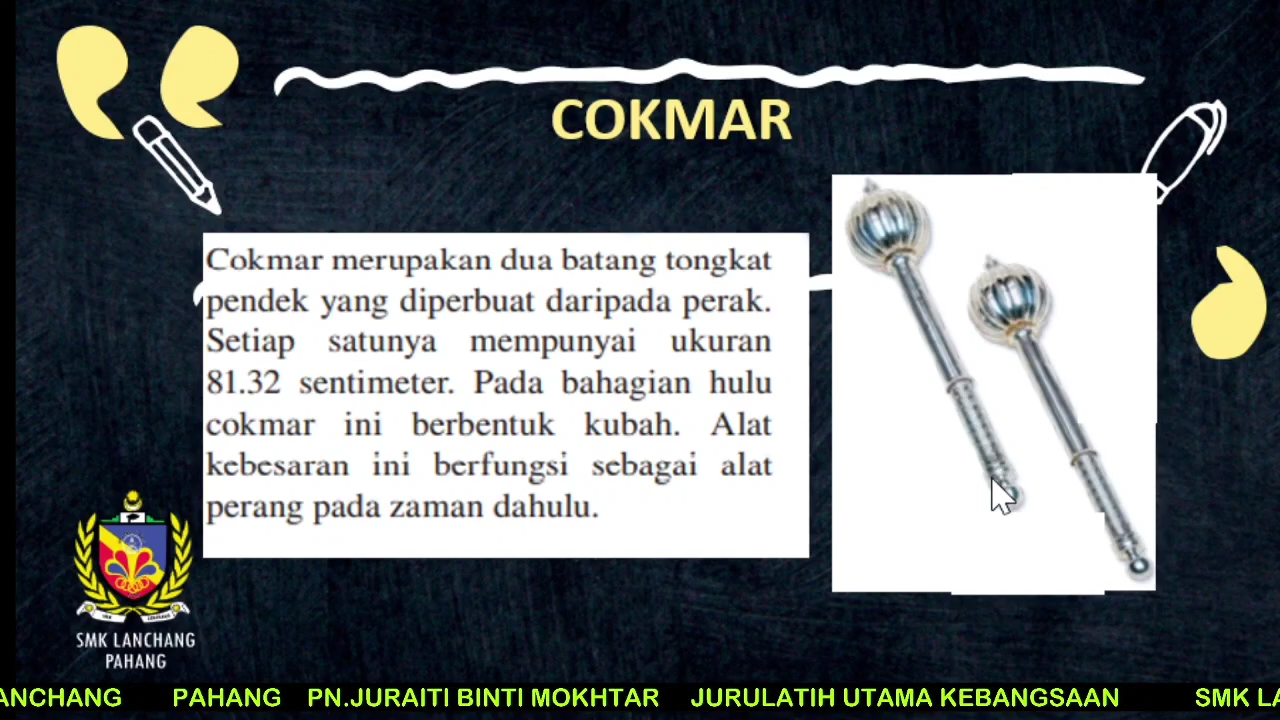 COKMAR
Cokmar merupakan dua batang tongkat
pendek yang diperbuat daripada perak.
Setiap satunya mempunyai ukuran
81.32 sentimeter. Pada bahagian hulu
cokmar ini berbentuk kubah. Alat
kebesaran ini berfungsi sebagai alat
perang pada zaman dahulu.
SMK LANCHANG
PAHANG
ANCHANG PAHANG PN.JURAITI BINTI MOKHTAR JURULATIH UTAMA KEBANGSAAN SMK LA